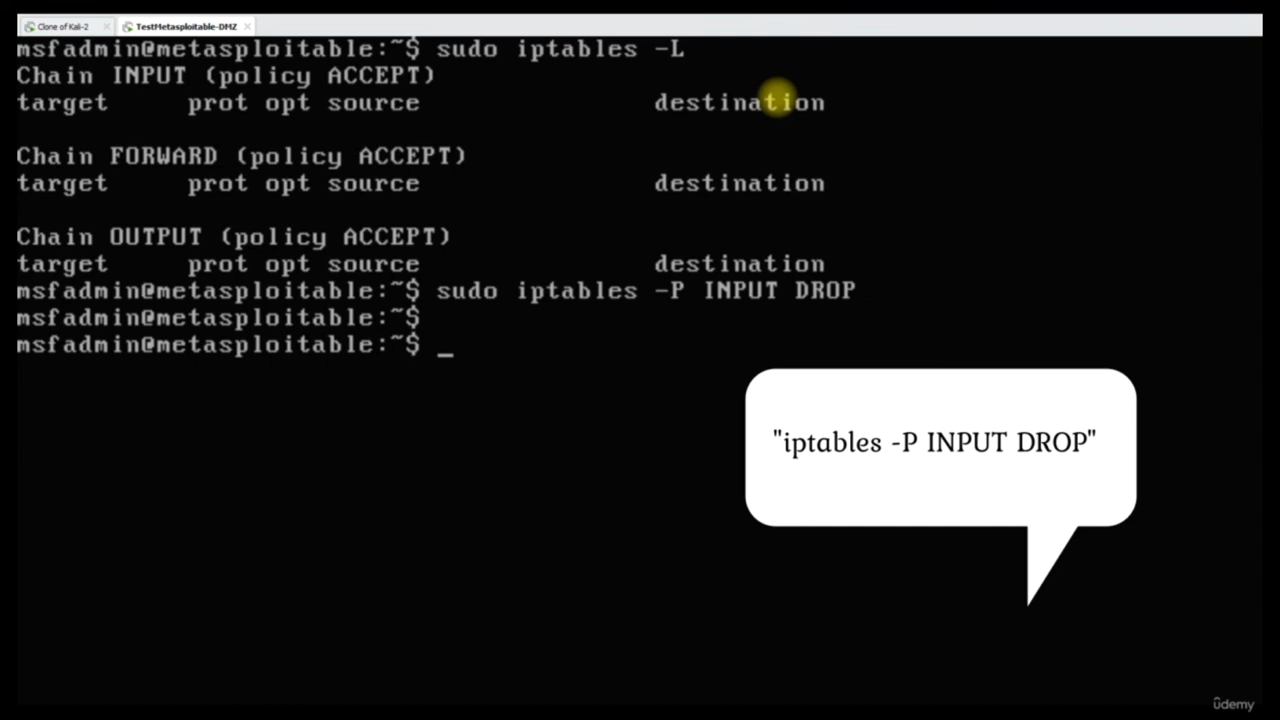 Clone of Kali-2 TestMetasploitable-DMZ
msfadmin@metasploitable:~$ sudo iptables -L
Chain INPUT (policy ACCEPT)
target prot opt source destination
Chain FORWARD (policy ACCEPT)
target prot opt source destination
Chain OUTPUT (policy ACCEPT)
target prot opt source destination
msfadmin@metasploitable:~$ sudo iptables -P INPUT DROP
msfadmin@metasploitable:~$
msfadmin@metasploitable:~$ _
"iptables -P INPUT DROP"
ûdemy